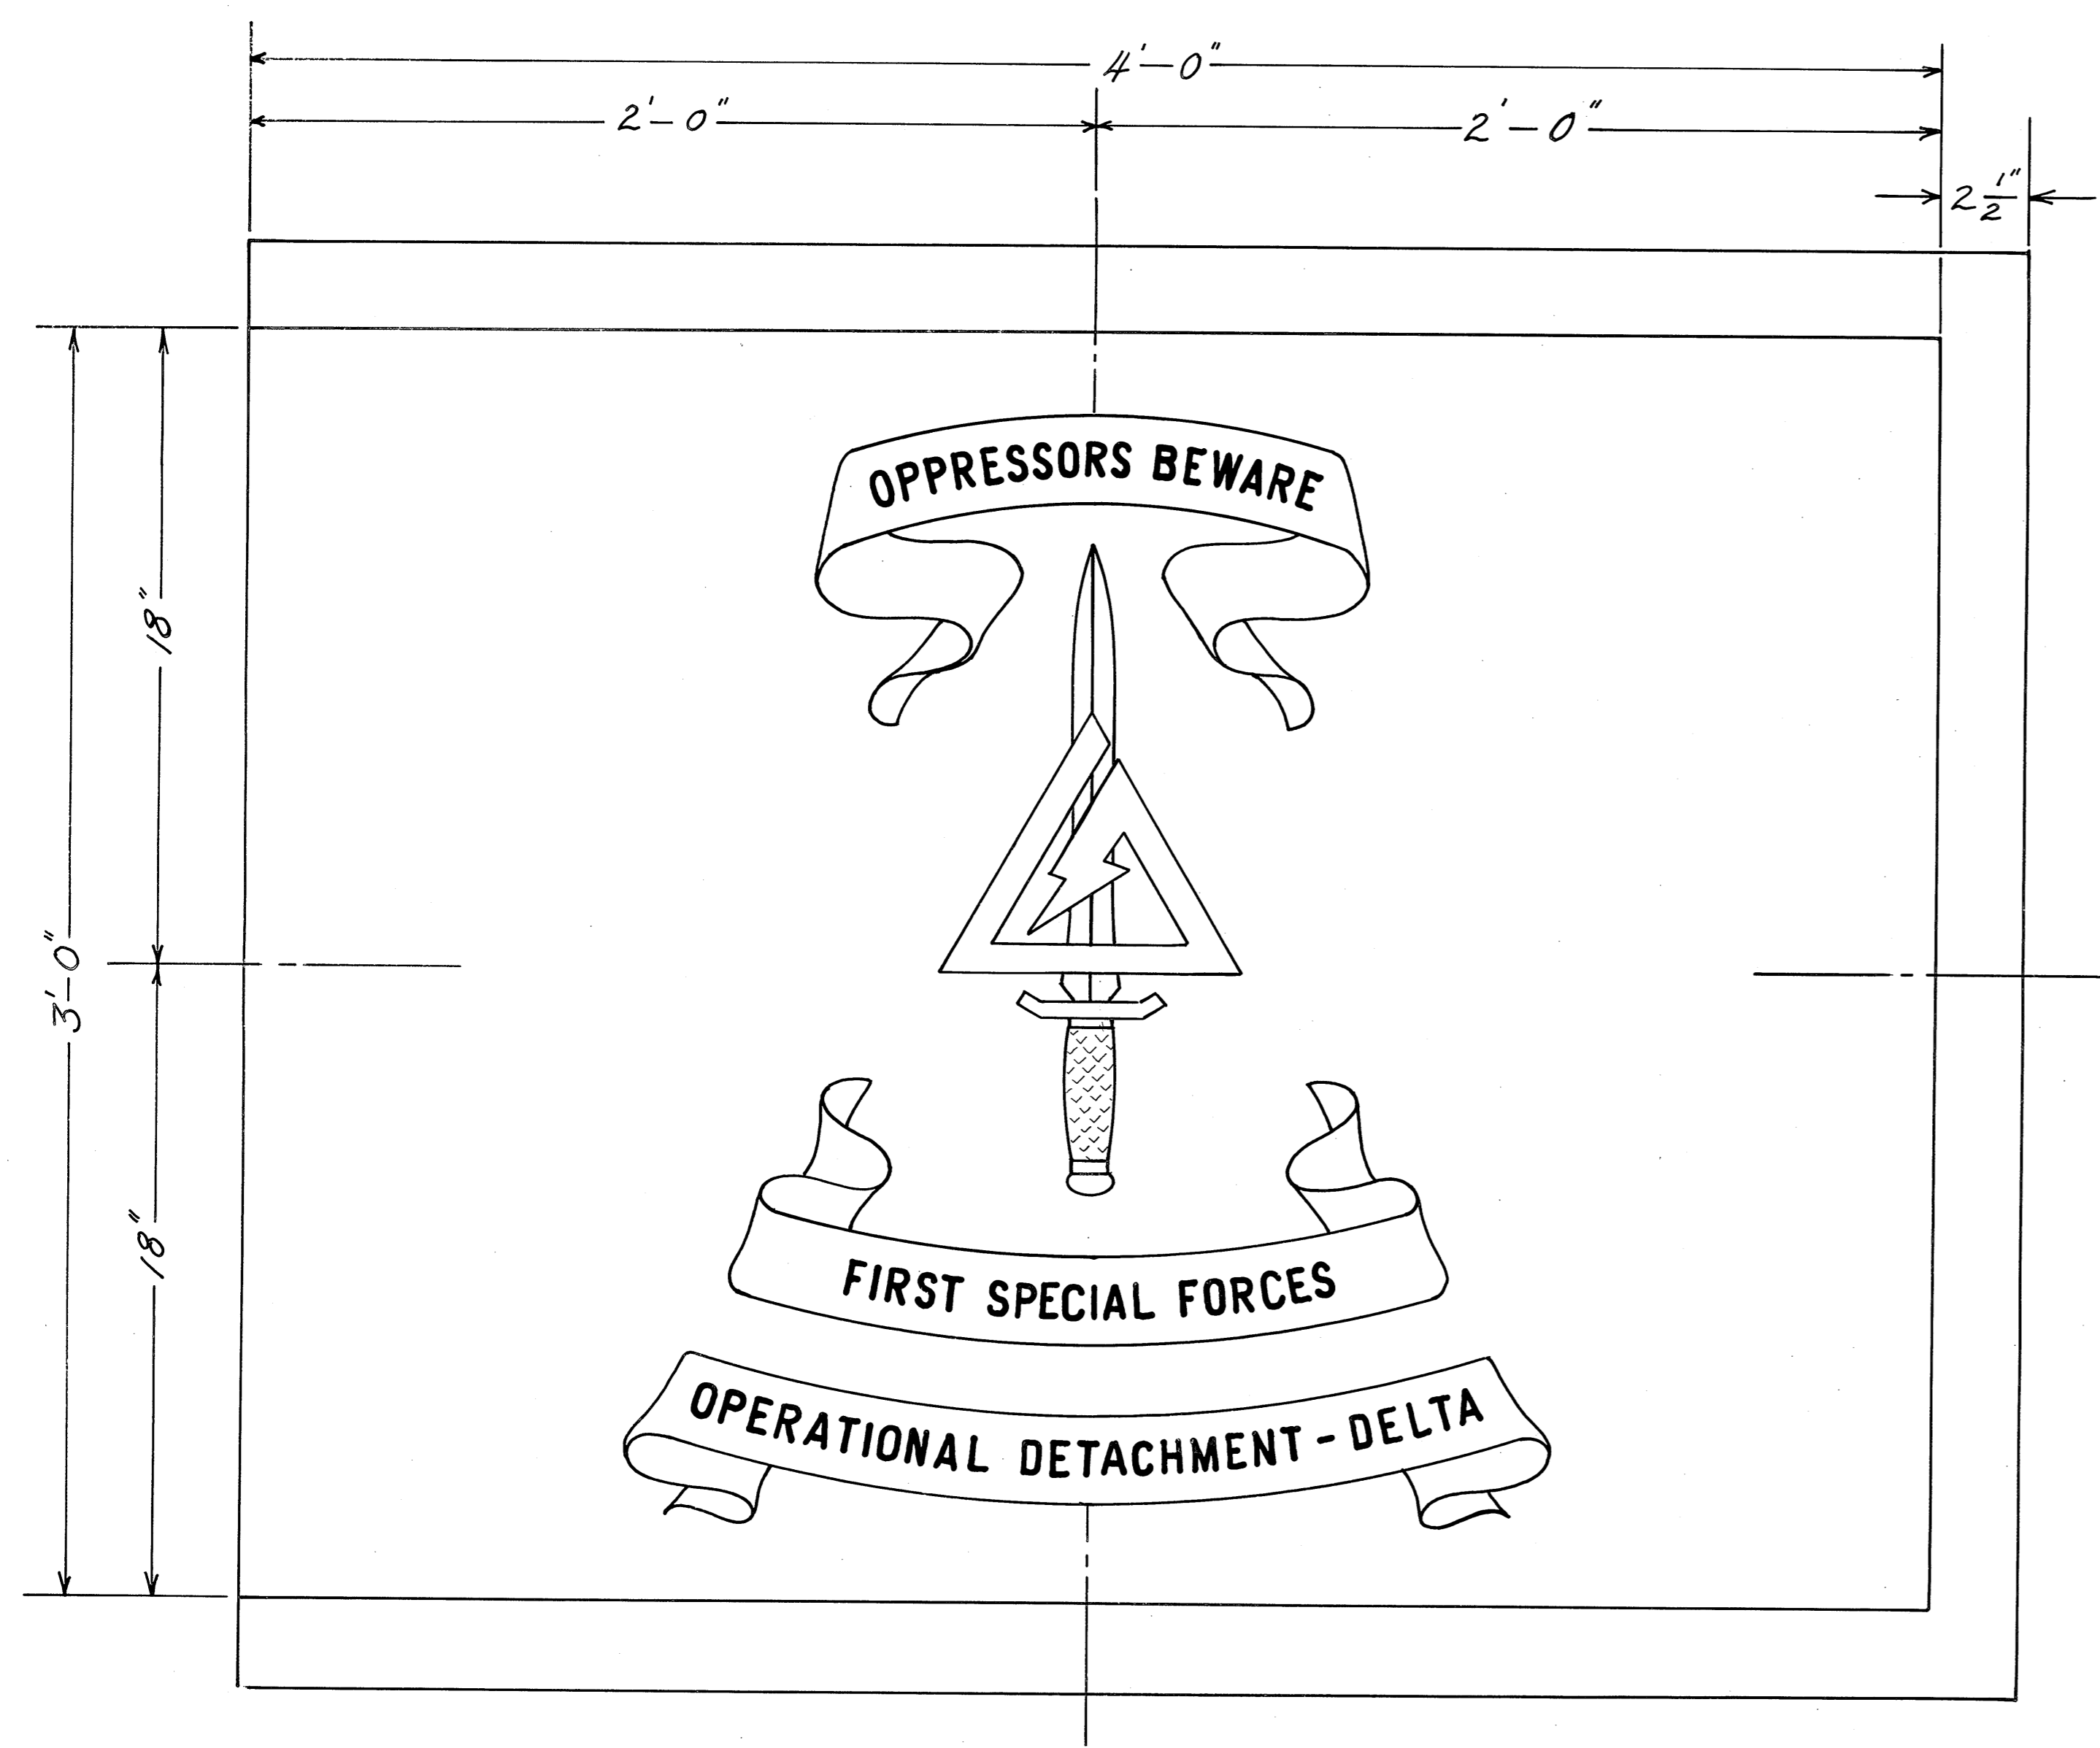 4'-0"
2'-0" 2'-0"
2 1/2"
OPPRESSORS BEWARE
18"
3'-0"
18"
FIRST SPECIAL FORCES
OPERATIONAL DETACHMENT - DELTA